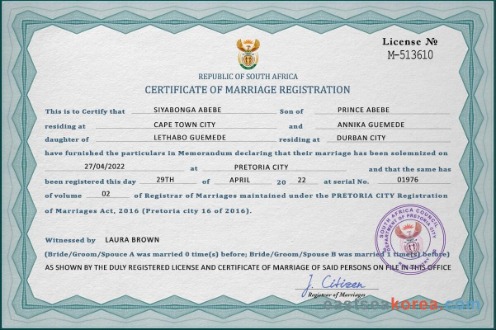 License №
M-513610
REPUBLIC OF SOUTH AFRICA
CERTIFICATE OF MARRIAGE REGISTRATION
This is to Certify that SIYABONGA ABEBE Son of PRINCE ABEBE
residing at CAPE TOWN CITY and ANNIKA GUEMEDE
daughter of LETHABO GUEMEDE residing at DURBAN CITY
have furnished the particulars in Memorandum declaring that their marriage has been solemnized on
27/04/2022 at PRETORIA CITY and that the same has
been registered this day 29TH of APRIL 20 22 at serial No. 01976
of volume 02 of Registrar of Marriages maintained under the PRETORIA CITY Registration
of Marriages Act, 2016 (Pretoria city 16 of 2016).
SOUTH AFRICA COUNCIL
DEPARTMENT OF PRETORIA CITY
Witnessed by LAURA BROWN
(Bride/Groom/Spouse A was married 0 time(s) before; Bride/Groom/Spouse B was married 1 time(s) before)
AS SHOWN BY THE DULY REGISTERED LICENSE AND CERTIFICATE OF MARRIAGE OF SAID PERSONS ON FILE IN THIS OFFICE
J. Citizen
Registrar of Marriages
eastseakorea.com